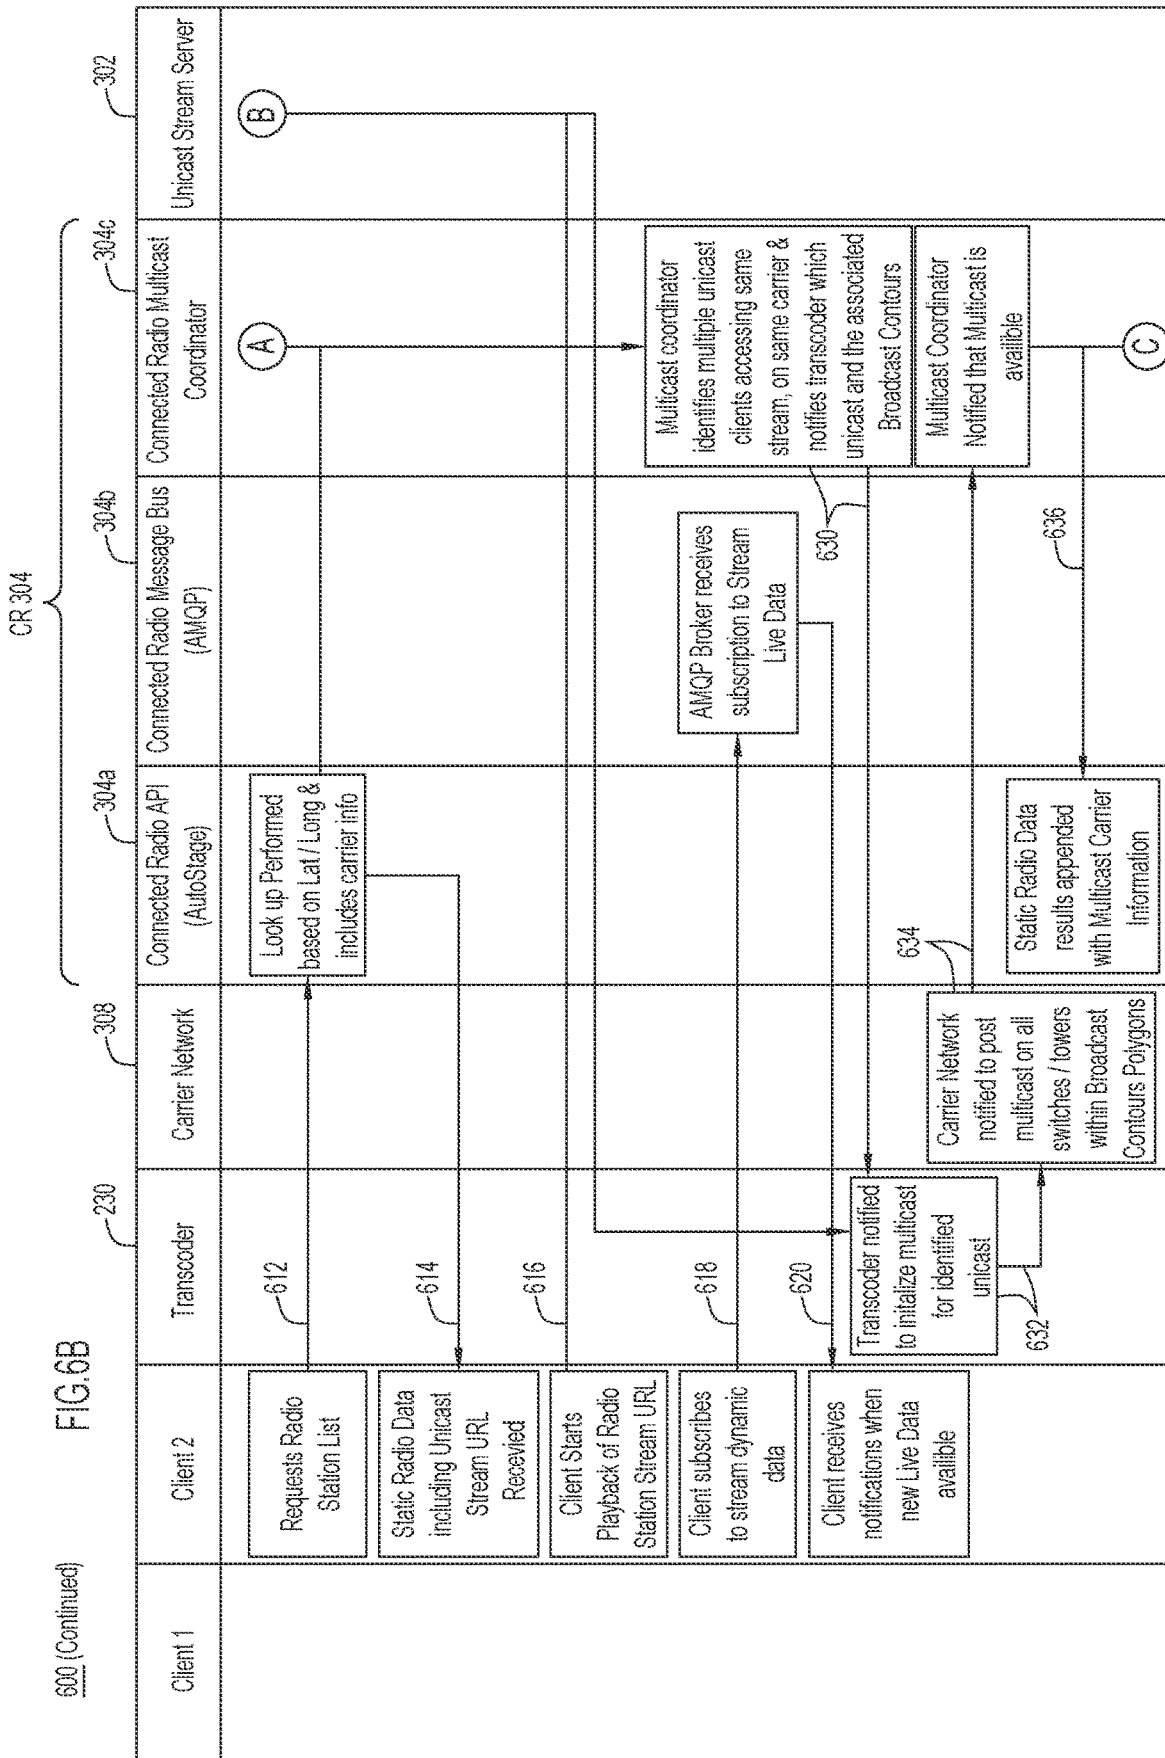 600 (Continued)
FIG.6B
CR 304
230
308
304a
304b
304c
302
Client 1
Client 2
Transcoder
Carrier Network
Connected Radio API
(AutoStage)
Connected Radio Message Bus
(AMQP)
Connected Radio Multicast
Coordinator
Unicast Stream Server
A
B
Requests Radio
Station List
612
Look up Performed
based on Lat / Long &
includes carrier info
Static Radio Data
including Unicast
Stream URL
Recevied
614
Client Starts
Playback of Radio
Station Stream URL
616
Client subscribes
to stream dynamic
data
618
AMQP Broker receives
subscription to Stream
Live Data
Client receives
notifications when
new Live Data
availible
620
Multicast coordinator
identifies multiple unicast
clients accessing same
stream, on same carrier &
notifies transcoder which
unicast and the associated
Broadcast Contours
630
Transcoder notified
to initalize multicast
for identified
unicast
632
Carrier Network
notified to post
multicast on all
switches / towers
within Broadcast
Contours Polygons
634
Multicast Coordinator
Notified that Multicast is
availible
636
Static Radio Data
results appended
with Multicast Carrier
Information
C